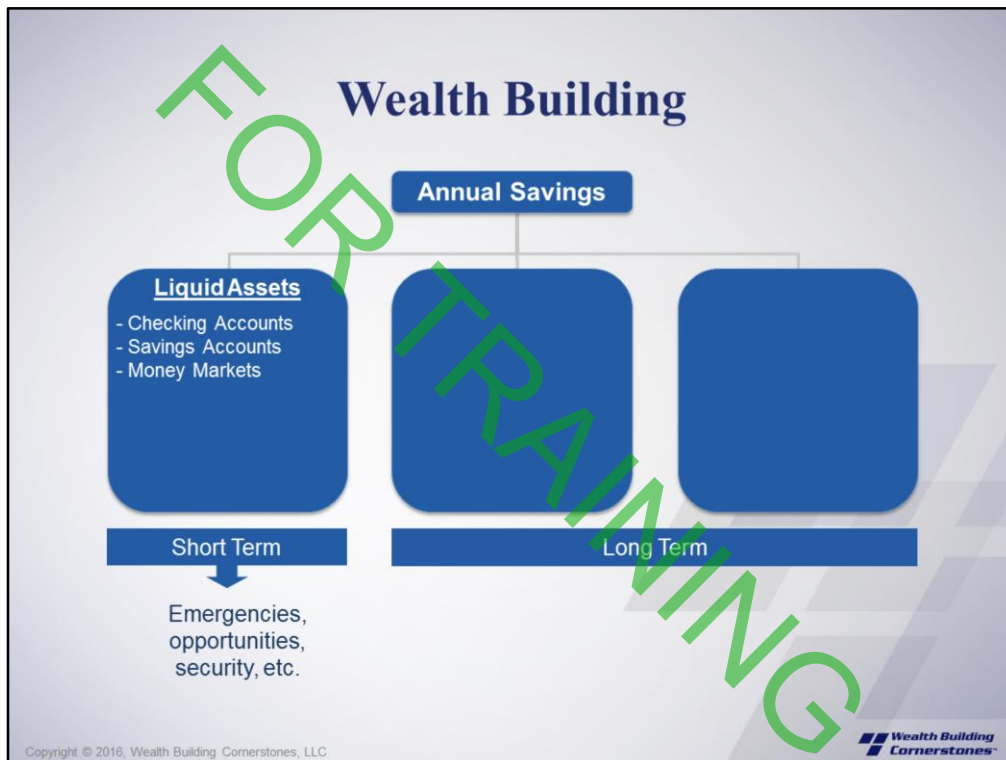 Wealth Building
Annual Savings
Liquid Assets
- Checking Accounts
- Savings Accounts
- Money Markets
Short Term
Long Term
Emergencies,
opportunities,
security, etc.
FOR TRAINING
Copyright © 2016, Wealth Building Cornerstones, LLC
Wealth Building
Cornerstones™